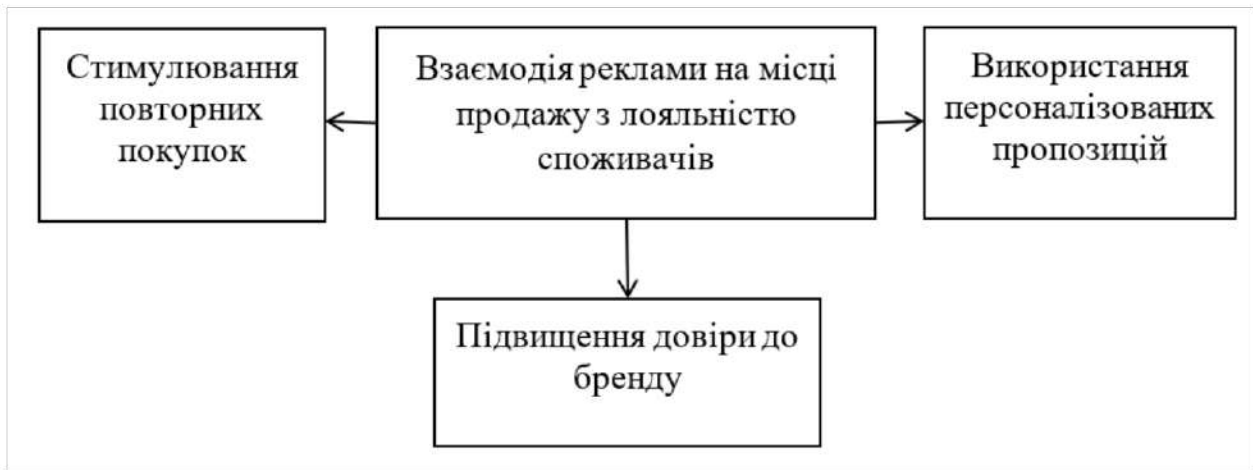 Стимулювання
повторних
покупок
Взаємодія реклами на місці
продажу з лояльністю
споживачів
Використання
персоналізованих
пропозицій
Підвищення довіри до
бренду